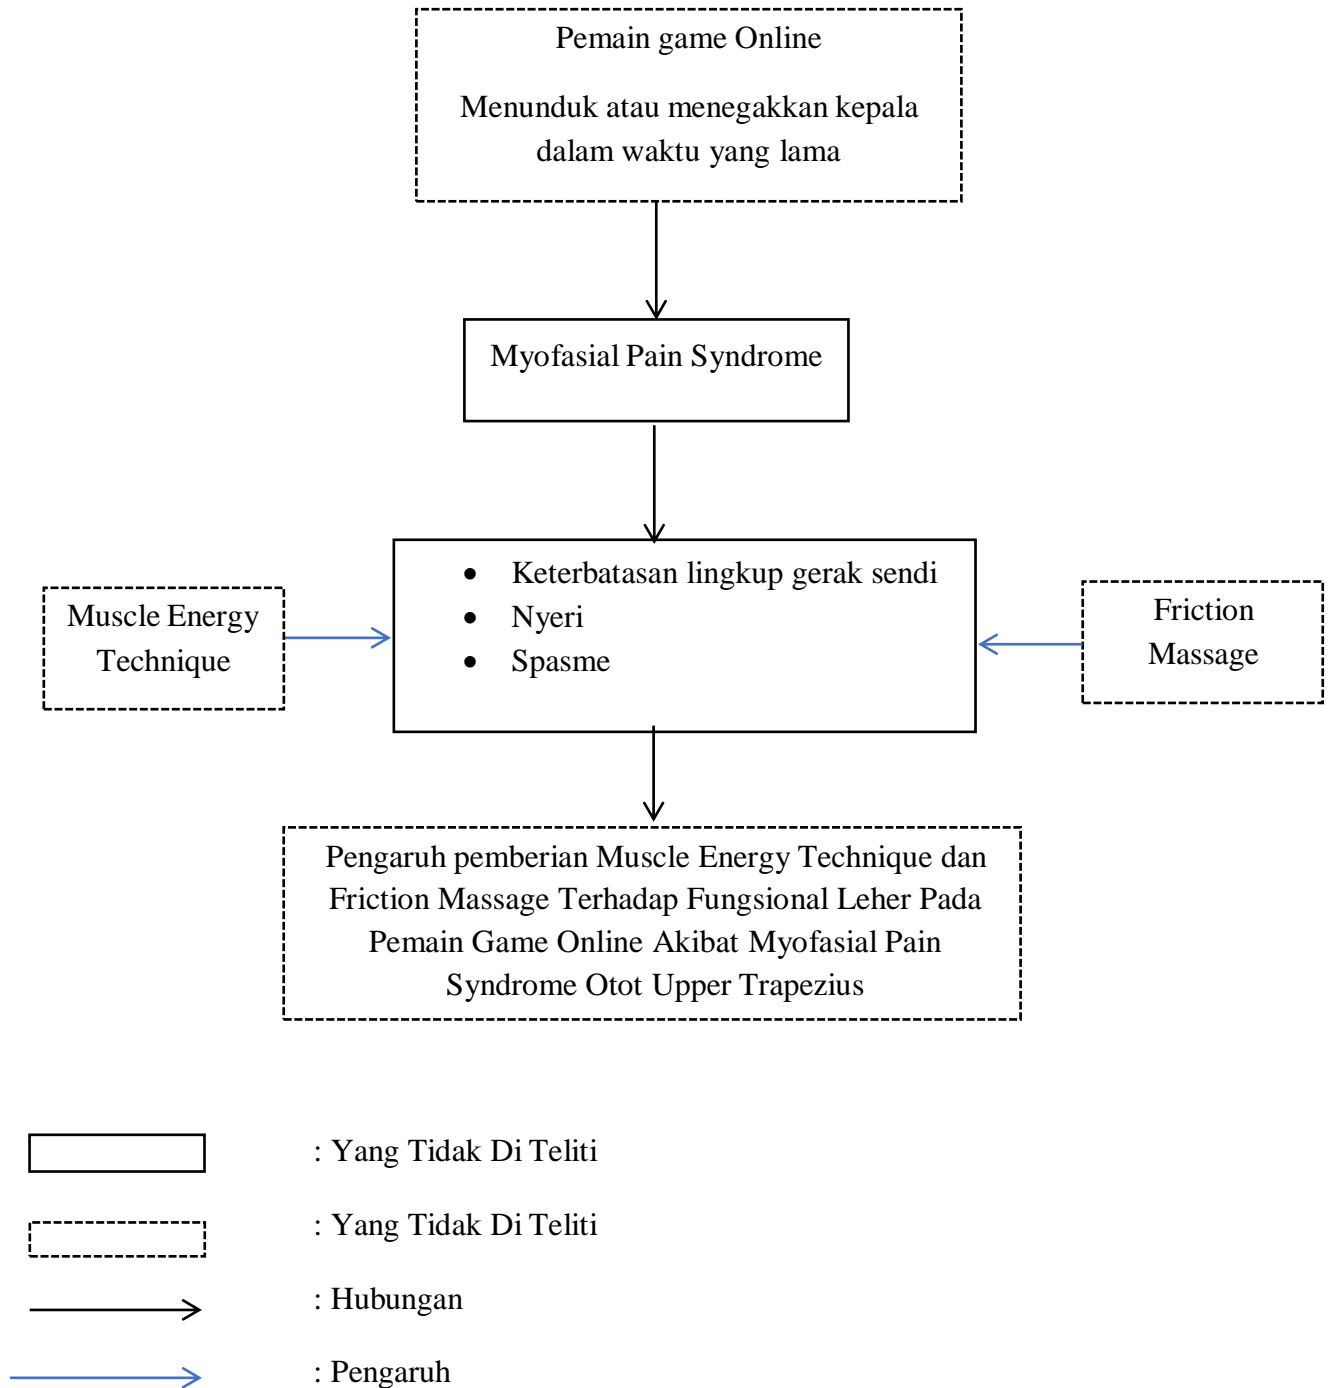 Pemain game Online
Menunduk atau menegakkan kepala
dalam waktu yang lama
Myofasial Pain Syndrome
Muscle Energy
Technique
• Keterbatasan lingkup gerak sendi
• Nyeri
• Spasme
Friction
Massage
Pengaruh pemberian Muscle Energy Technique dan
Friction Massage Terhadap Fungsional Leher Pada
Pemain Game Online Akibat Myofasial Pain
Syndrome Otot Upper Trapezius
: Yang Tidak Di Teliti
: Yang Tidak Di Teliti
: Hubungan
: Pengaruh